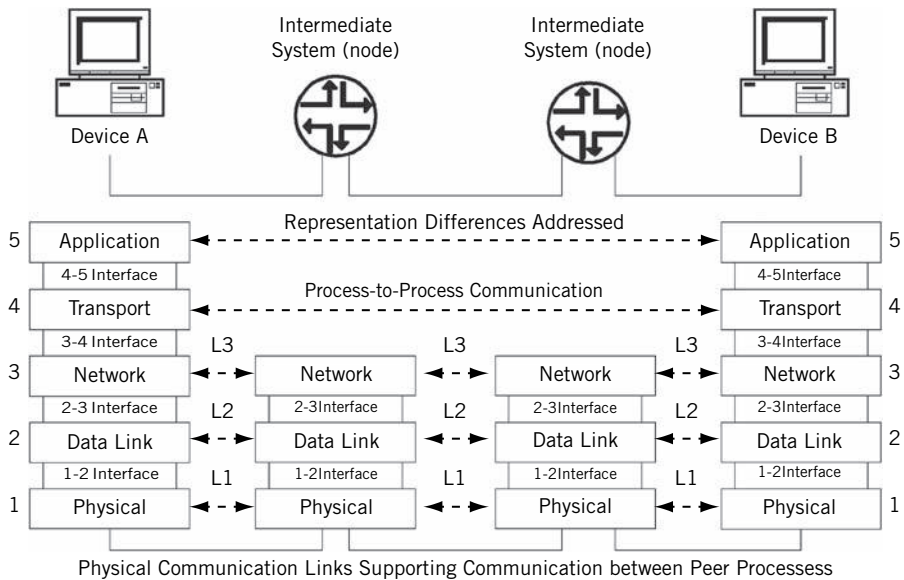 Intermediate
System (node)
Intermediate
System (node)
Device A
Device B
Representation Differences Addressed
5 Application Application 5
4-5 Interface 4-5Interface
Process-to-Process Communication
4 Transport Transport 4
3-4 Interface L3 L3 L3 3-4Interface
3 Network Network Network Network 3
2-3 Interface L2 2-3Interface L2 2-3Interface L2 2-3Interface
2 Data Link Data Link Data Link Data Link 2
1-2 Interface L1 1-2Interface L1 1-2Interface L1 1-2Interface
1 Physical Physical Physical Physical 1
Physical Communication Links Supporting Communication between Peer Processess